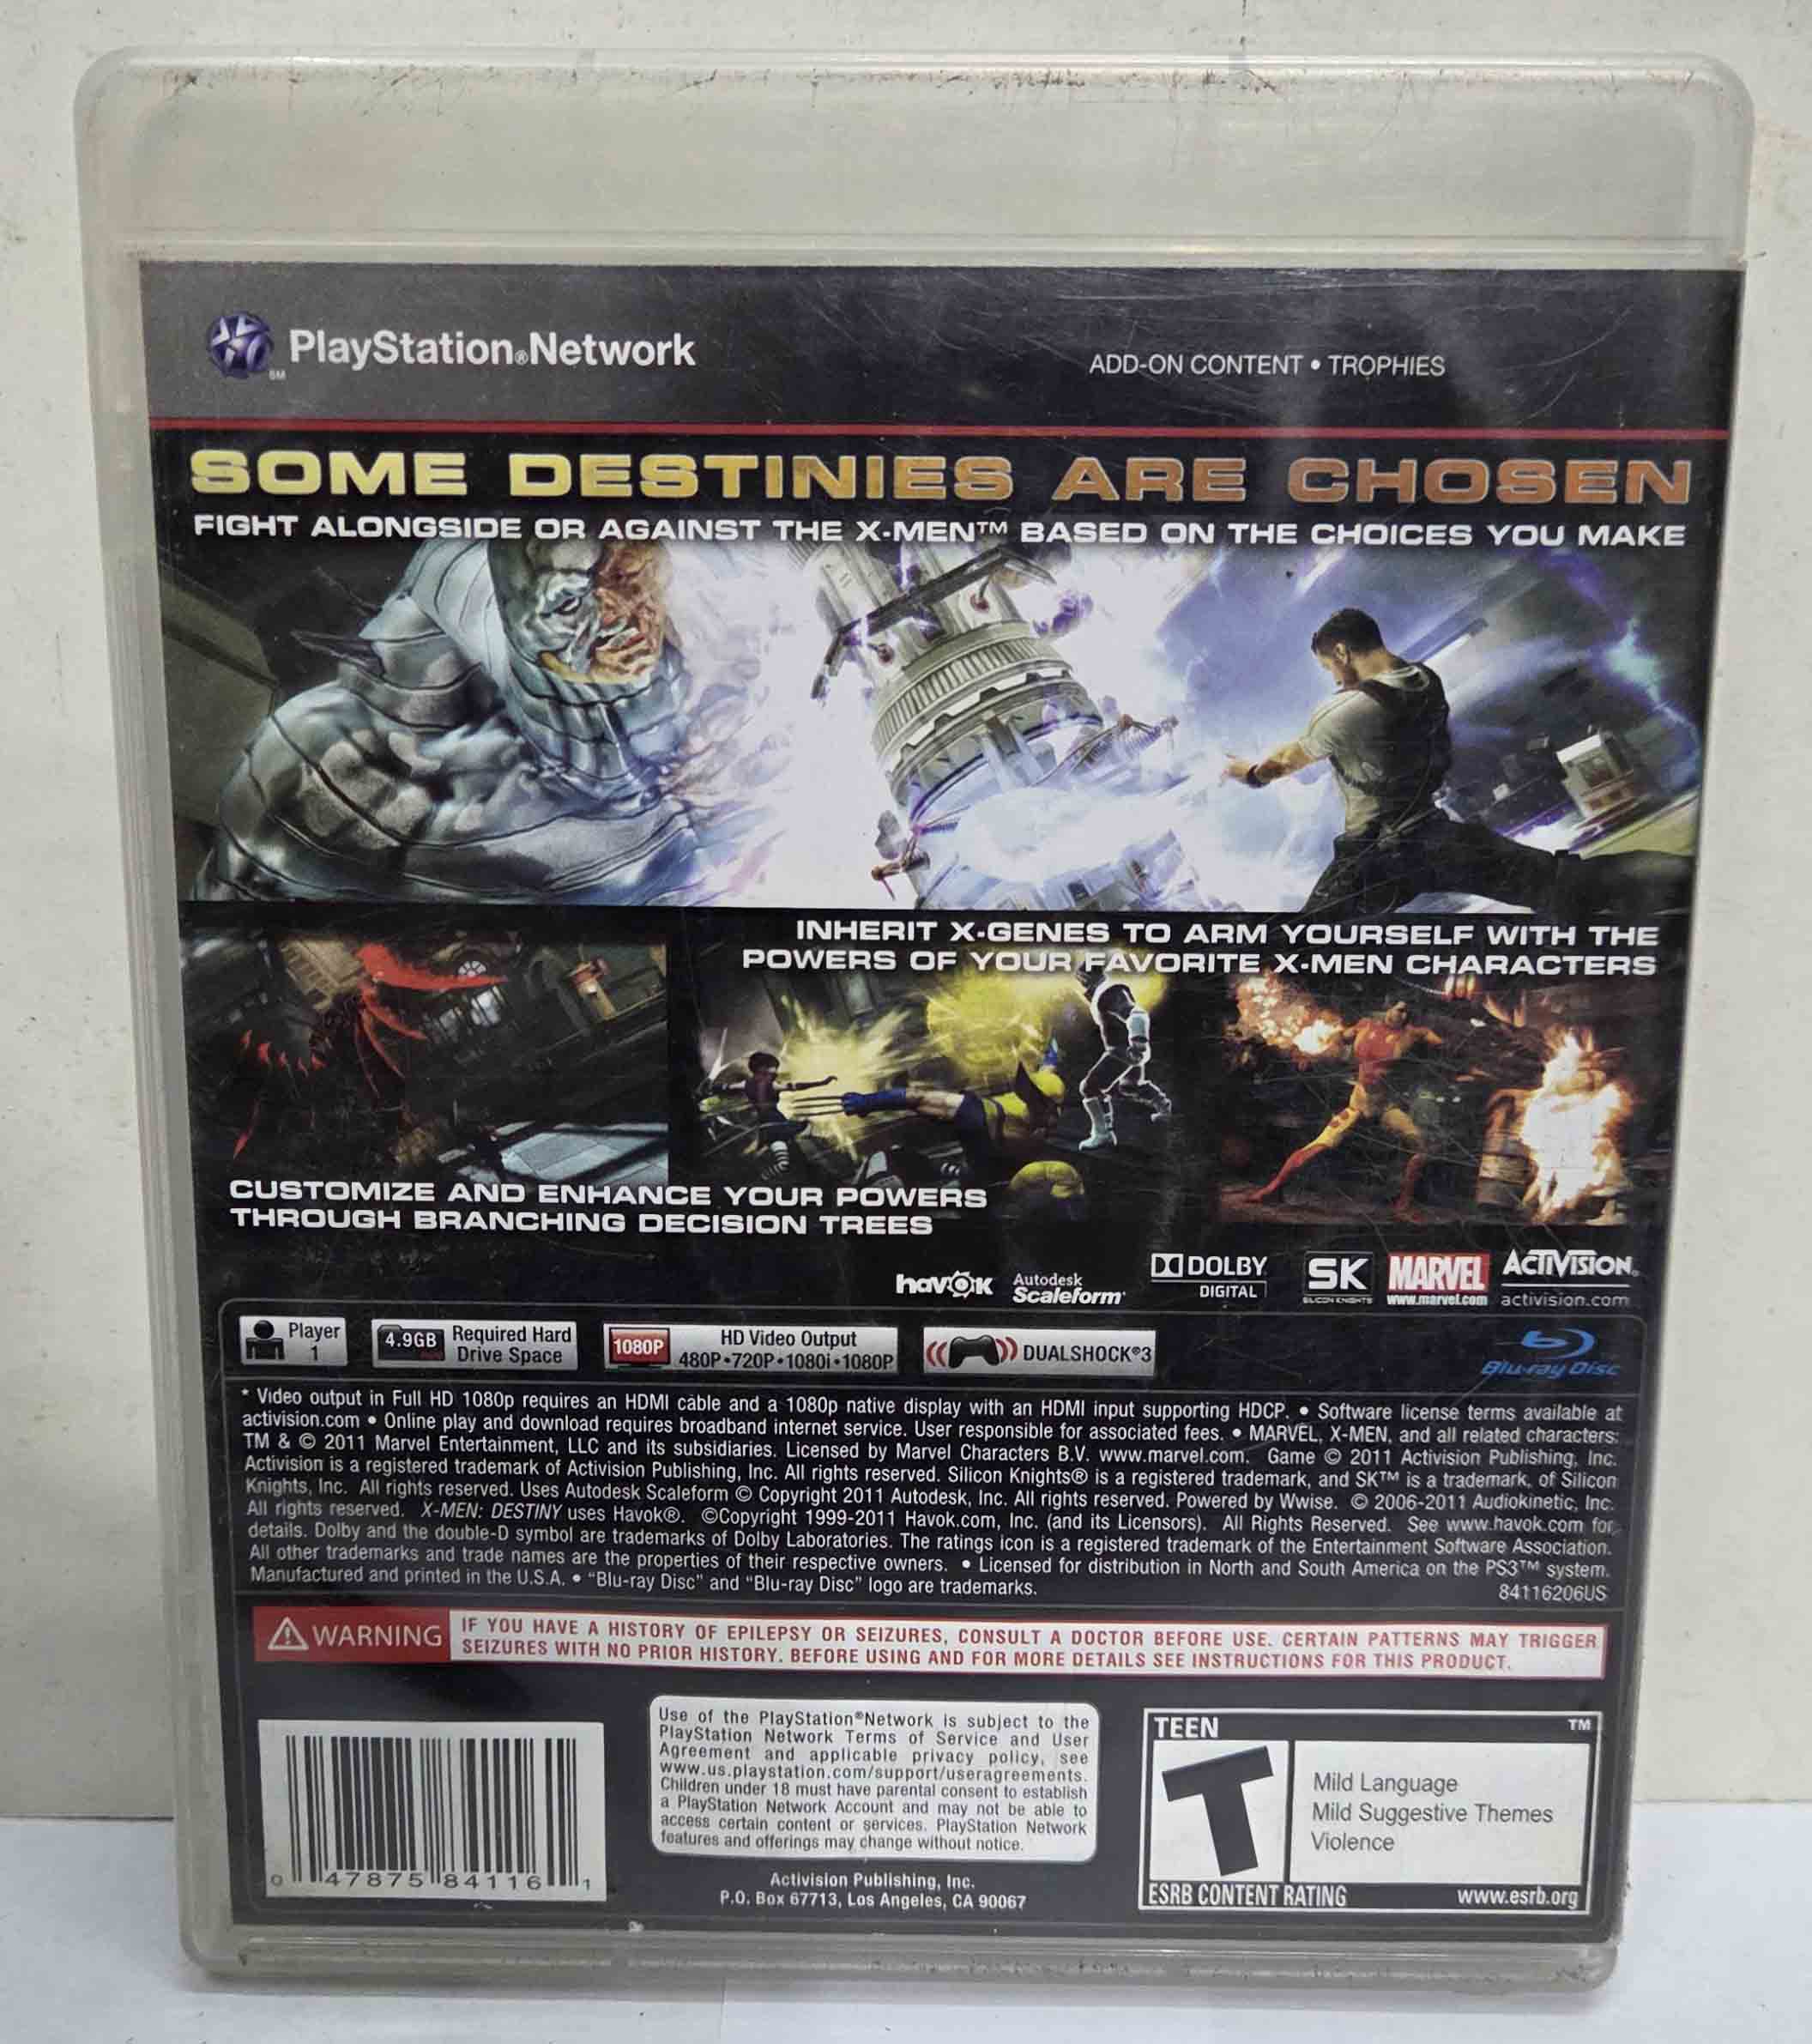 PlayStation®Network
SM
ADD-ON CONTENT • TROPHIES
SOME DESTINIES ARE CHOSEN
FIGHT ALONGSIDE OR AGAINST THE X-MEN™ BASED ON THE CHOICES YOU MAKE
INHERIT X-GENES TO ARM YOURSELF WITH THE
POWERS OF YOUR FAVORITE X-MEN CHARACTERS
CUSTOMIZE AND ENHANCE YOUR POWERS
THROUGH BRANCHING DECISION TREES
havok
Autodesk
Scaleform
DOLBY
DIGITAL
SK
SILICON KNIGHTS
MARVEL
www.marvel.com
ACTIVISION®
activision.com
Player
1
4.9GB
Required Hard
Drive Space
1080P
HD Video Output
480P•720P•1080i•1080P
DUALSHOCK®3
Blu-ray Disc
* Video output in Full HD 1080p requires an HDMI cable and a 1080p native display with an HDMI input supporting HDCP. • Software license terms available at
activision.com • Online play and download requires broadband internet service. User responsible for associated fees. • MARVEL, X-MEN, and all related characters:
TM & © 2011 Marvel Entertainment, LLC and its subsidiaries. Licensed by Marvel Characters B.V. www.marvel.com. Game © 2011 Activision Publishing, Inc.
Activision is a registered trademark of Activision Publishing, Inc. All rights reserved. Silicon Knights® is a registered trademark, and SK™ is a trademark, of Silicon
Knights, Inc. All rights reserved. Uses Autodesk Scaleform © Copyright 2011 Autodesk, Inc. All rights reserved. Powered by Wwise. © 2006-2011 Audiokinetic, Inc.
All rights reserved. X-MEN: DESTINY uses Havok®. ©Copyright 1999-2011 Havok.com, Inc. (and its Licensors). All Rights Reserved. See www.havok.com for
details. Dolby and the double-D symbol are trademarks of Dolby Laboratories. The ratings icon is a registered trademark of the Entertainment Software Association.
All other trademarks and trade names are the properties of their respective owners. • Licensed for distribution in North and South America on the PS3™ system.
Manufactured and printed in the U.S.A. • “Blu-ray Disc” and “Blu-ray Disc” logo are trademarks.
84116206US
WARNING
IF YOU HAVE A HISTORY OF EPILEPSY OR SEIZURES, CONSULT A DOCTOR BEFORE USE. CERTAIN PATTERNS MAY TRIGGER
SEIZURES WITH NO PRIOR HISTORY. BEFORE USING AND FOR MORE DETAILS SEE INSTRUCTIONS FOR THIS PRODUCT.
0 47875 84116 1
Use of the PlayStation®Network is subject to the
PlayStation Network Terms of Service and User
Agreement and applicable privacy policy, see
www.us.playstation.com/support/useragreements.
Children under 18 must have parental consent to establish
a PlayStation Network Account and may not be able to
access certain content or services. PlayStation Network
features and offerings may change without notice.
Activision Publishing, Inc.
P.O. Box 67713, Los Angeles, CA 90067
TEEN
TM
T
Mild Language
Mild Suggestive Themes
Violence
ESRB CONTENT RATING
www.esrb.org